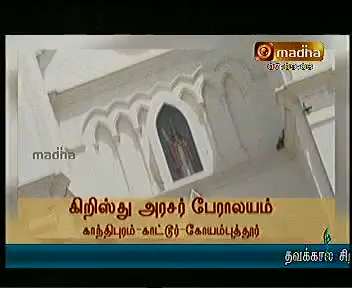 madha
madha
கிறிஸ்து அரசர் பேராலயம்
காந்திபுரம்-காட்டூர்-கோயம்புத்தூர்
தவக்கால சி